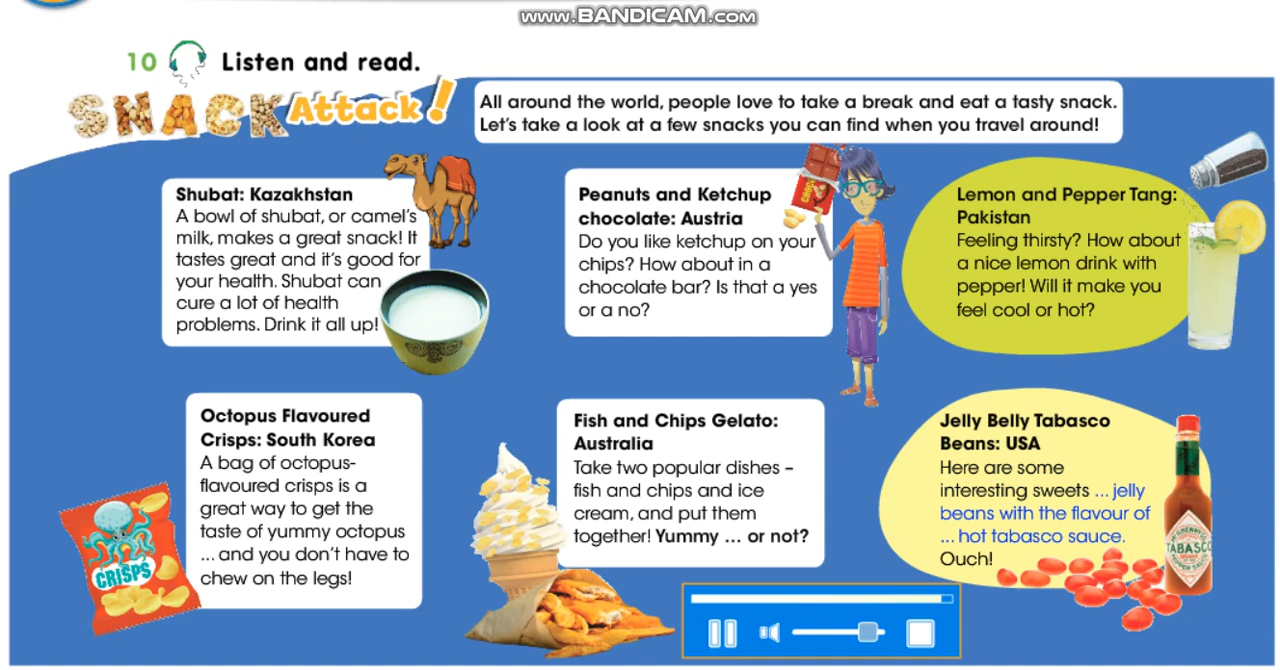 www.BANDICAM.com
10 Listen and read.
SNACK Attack!
All around the world, people love to take a break and eat a tasty snack.
Let's take a look at a few snacks you can find when you travel around!
Shubat: Kazakhstan
A bowl of shubat, or camel's
milk, makes a great snack! It
tastes great and it's good for
your health. Shubat can
cure a lot of health
problems. Drink it all up!
Peanuts and Ketchup
chocolate: Austria
Do you like ketchup on your
chips? How about in a
chocolate bar? Is that a yes
or a no?
CHOC
Lemon and Pepper Tang:
Pakistan
Feeling thirsty? How about
a nice lemon drink with
pepper! Will it make you
feel cool or hot?
Octopus Flavoured
Crisps: South Korea
A bag of octopus-
flavoured crisps is a
great way to get the
taste of yummy octopus
... and you don't have to
chew on the legs!
CRISPS
Fish and Chips Gelato:
Australia
Take two popular dishes –
fish and chips and ice
cream, and put them
together! Yummy ... or not?
Jelly Belly Tabasco
Beans: USA
Here are some
interesting sweets ... jelly
beans with the flavour of
... hot tabasco sauce.
Ouch!
TABASCO